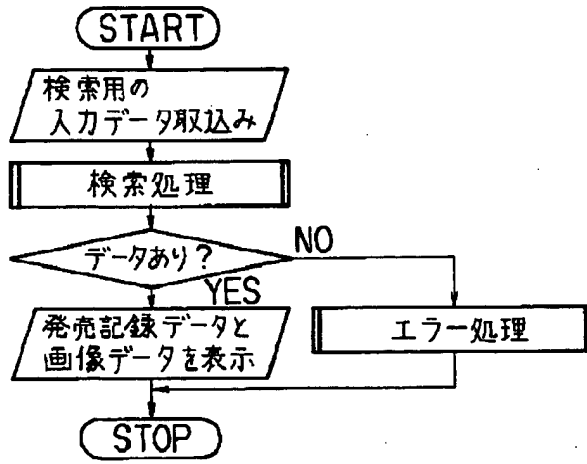 START
検索用の
入力データ取込み
検索処理
データあり?
NO
YES
発売記録データと
画像データを表示
エラー処理
STOP